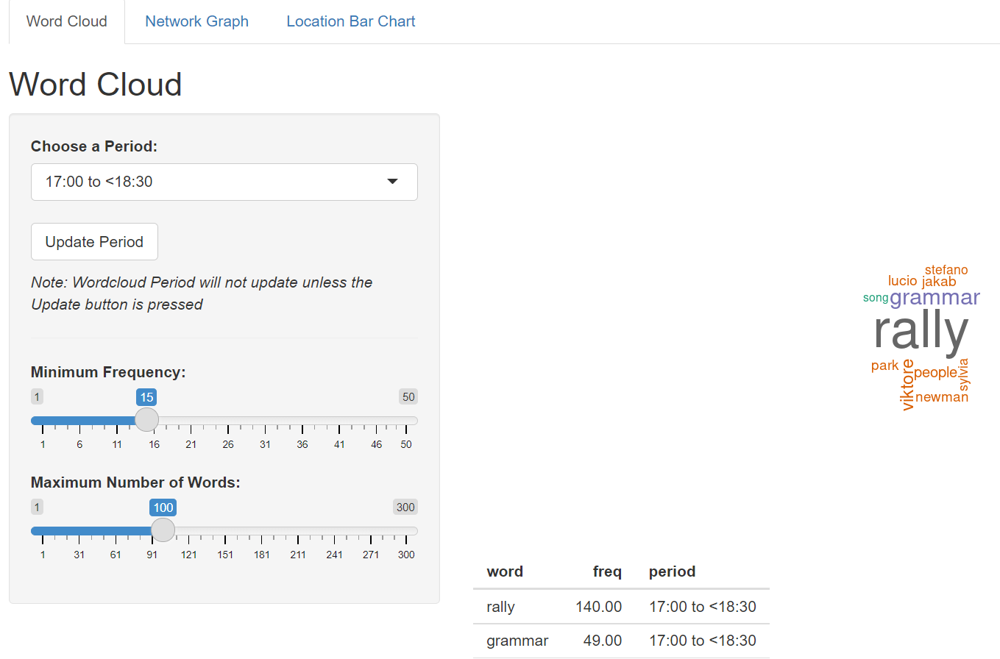 Word Cloud Network Graph Location Bar Chart
Word Cloud
Choose a Period:
17:00 to <18:30
Update Period
Note: Wordcloud Period will not update unless the
Update button is pressed
Minimum Frequency:
1 15 50
1 6 11 16 21 26 31 36 41 46 50
Maximum Number of Words:
1 100 300
1 31 61 91 121 151 181 211 241 271 300
stefano
lucio jakab
song grammar
rally
park viktore people sylvia
newman
word freq period
rally 140.00 17:00 to <18:30
grammar 49.00 17:00 to <18:30